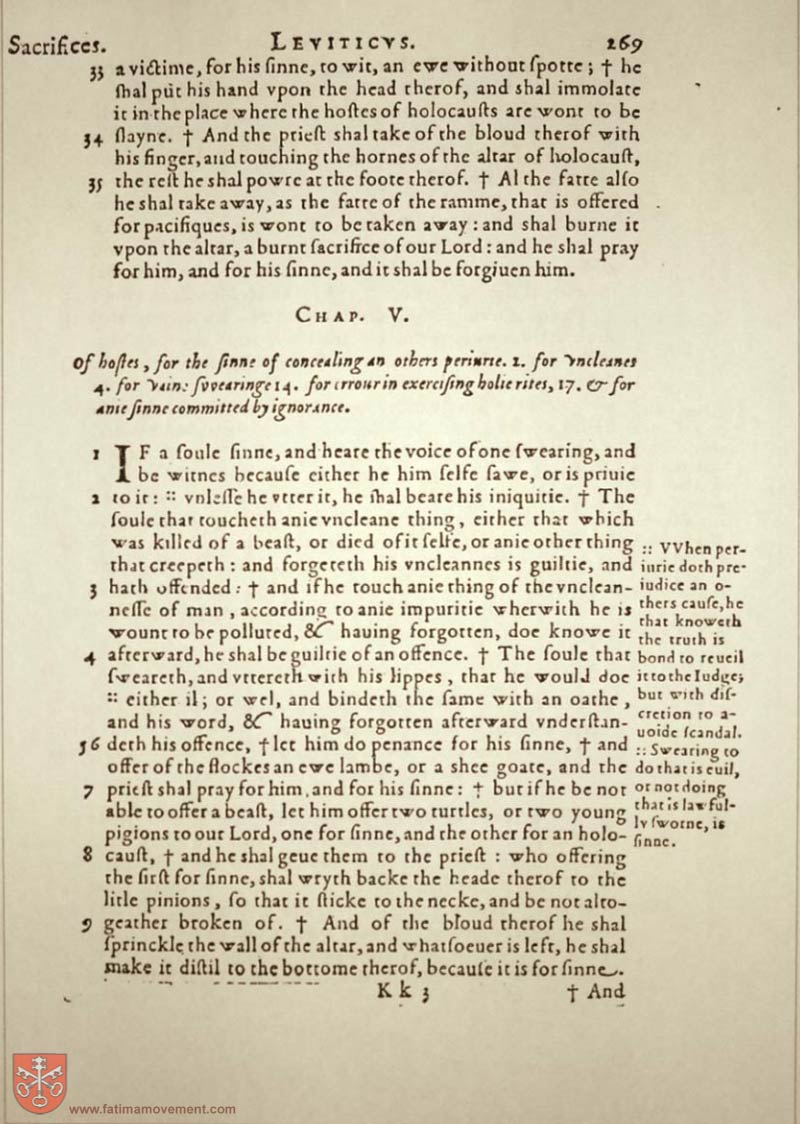 Sacrifices. LEVITICVS. 269
33 a victime, for his ſinne, to wit, an ewe without ſpotte; † he
ſhal put his hand vpon the head therof, and shal immolate
it in the place where the hoſtes of holocauſts are wont to be
34 ſlayne. † And the prieſt shal take of the bloud therof with
his finger, and touching the hornes of the altar of holocauſt,
35 the reſt he shal powre at the foote therof. † Al the fatte alſo
he shal take away, as the fatte of the ramme, that is offered
for pacifiques, is wont to be taken away: and shal burne it
vpon the altar, a burnt ſacrifice of our Lord: and he shal pray
for him, and for his ſinne, and it shal be forgiuen him.
CHAP. V.
Of hoſtes, for the ſinne of concealing an others periurie. 2. for vncleanes
4. for vaine ſwearinge 14. for errour in exerciſing holie rites, 17. & for
anie ſinne committed by ignorance.
1 IF a ſoule ſinne, and heare the voice of one ſwearing, and
be witnes becauſe either he him ſelfe ſawe, or is priuie
2 to it: :: vnleſſe he vtter it, he ſhal beare his iniquitie. † The
ſoule that toucheth anie vncleane thing, either that which
was killed of a beaſt, or died of it ſelfe, or anie other thing
that creepeth: and forgeteth his vncleannes is guiltie, and
3 hath offended: † and if he touch anie thing of the vnclean-
neſſe of man, according to anie impuritie wherwith he is
wount to be polluted, & hauing forgotten, doe knowe it
4 afterward, he shal be guiltie of an offence. † The ſoule that
ſweareth, and vttereth with his lippes, that he would doe
:: either il; or wel, and bindeth the ſame with an oathe,
and his word, & hauing forgotten afterward vnderſtan-
5 6 deth his offence, † let him do penance for his ſinne, † and
offer of the flockes an ewe lambe, or a shee goate, and the
7 prieſt shal pray for him, and for his ſinne: † but if he be not
able to offer a beaſt, let him offer two turtles, or two young
pigions to our Lord, one for ſinne, and the other for an holo-
8 cauſt, † and he shal geue them to the prieſt: who offering
the firſt for ſinne, shal wryth backe the heade therof to the
litle pinions, ſo that it ſticke to the necke, and be not alto-
9 geather broken of. † And of the bloud therof he shal
ſprinckle the wall of the altar, and whatſoeuer is left, he shal
make it diſtil to the bottome therof, becauſe it is for ſinne.
:: VVhen per-
iurie doth pre-
iudice an o-
thers cauſe, he
that knoweth
the truth is
bond to reueil
it to the Iudge;
but with diſ-
cretion to a-
uoide ſcandal.
:: Swearing to
do that is euil,
or not doing
that is lawful-
ly ſworne, is
ſinne.
K k 3 † And
www.fatimamovement.com